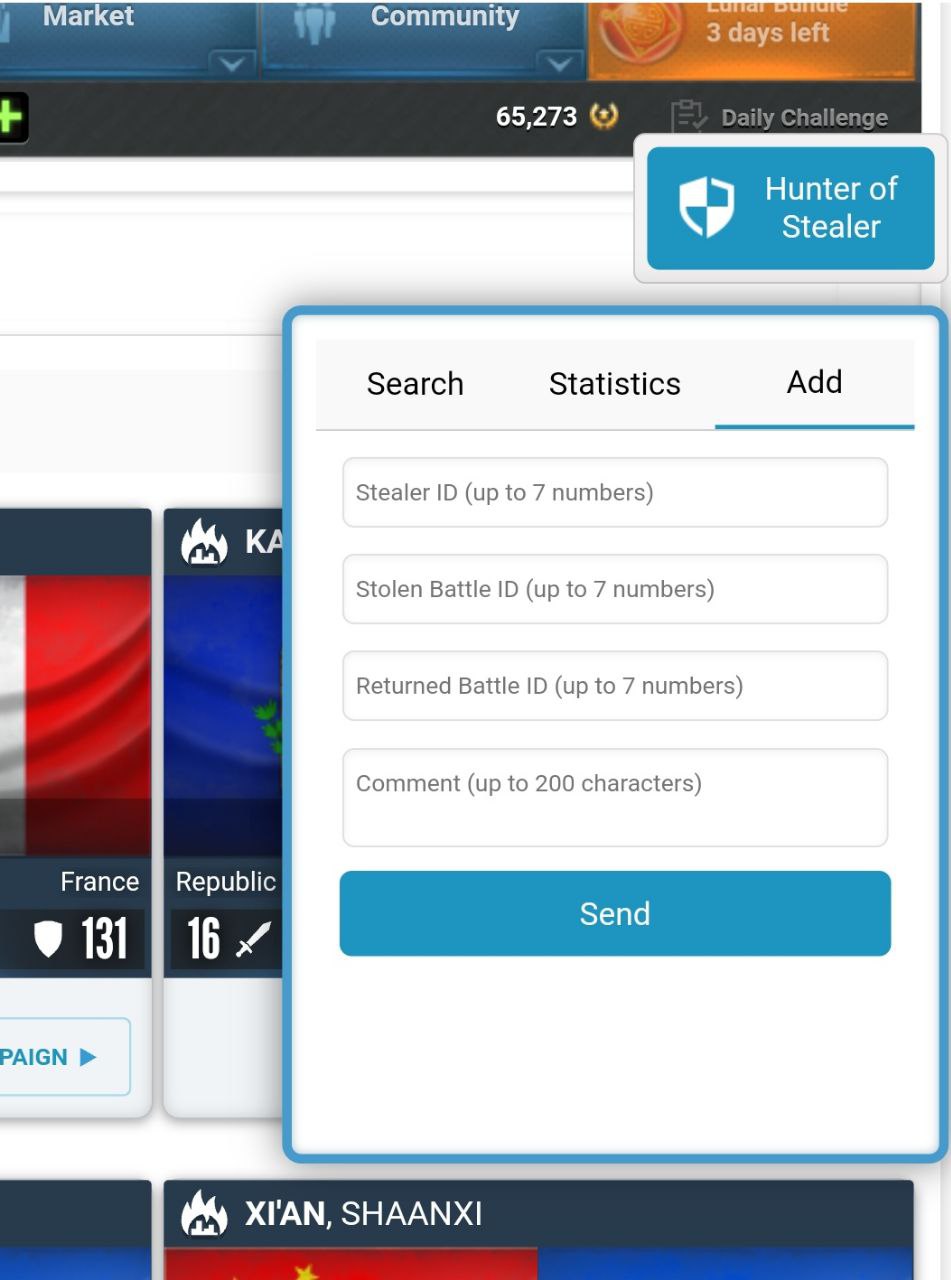 Market
Community
Lunar Bundle
3 days left
65,273
Daily Challenge
Hunter of
Stealer
Search
Statistics
Add
Stealer ID (up to 7 numbers)
Stolen Battle ID (up to 7 numbers)
Returned Battle ID (up to 7 numbers)
Comment (up to 200 characters)
Send
KA
France
Republic
131
16
PAIGN
XI'AN, SHAANXI